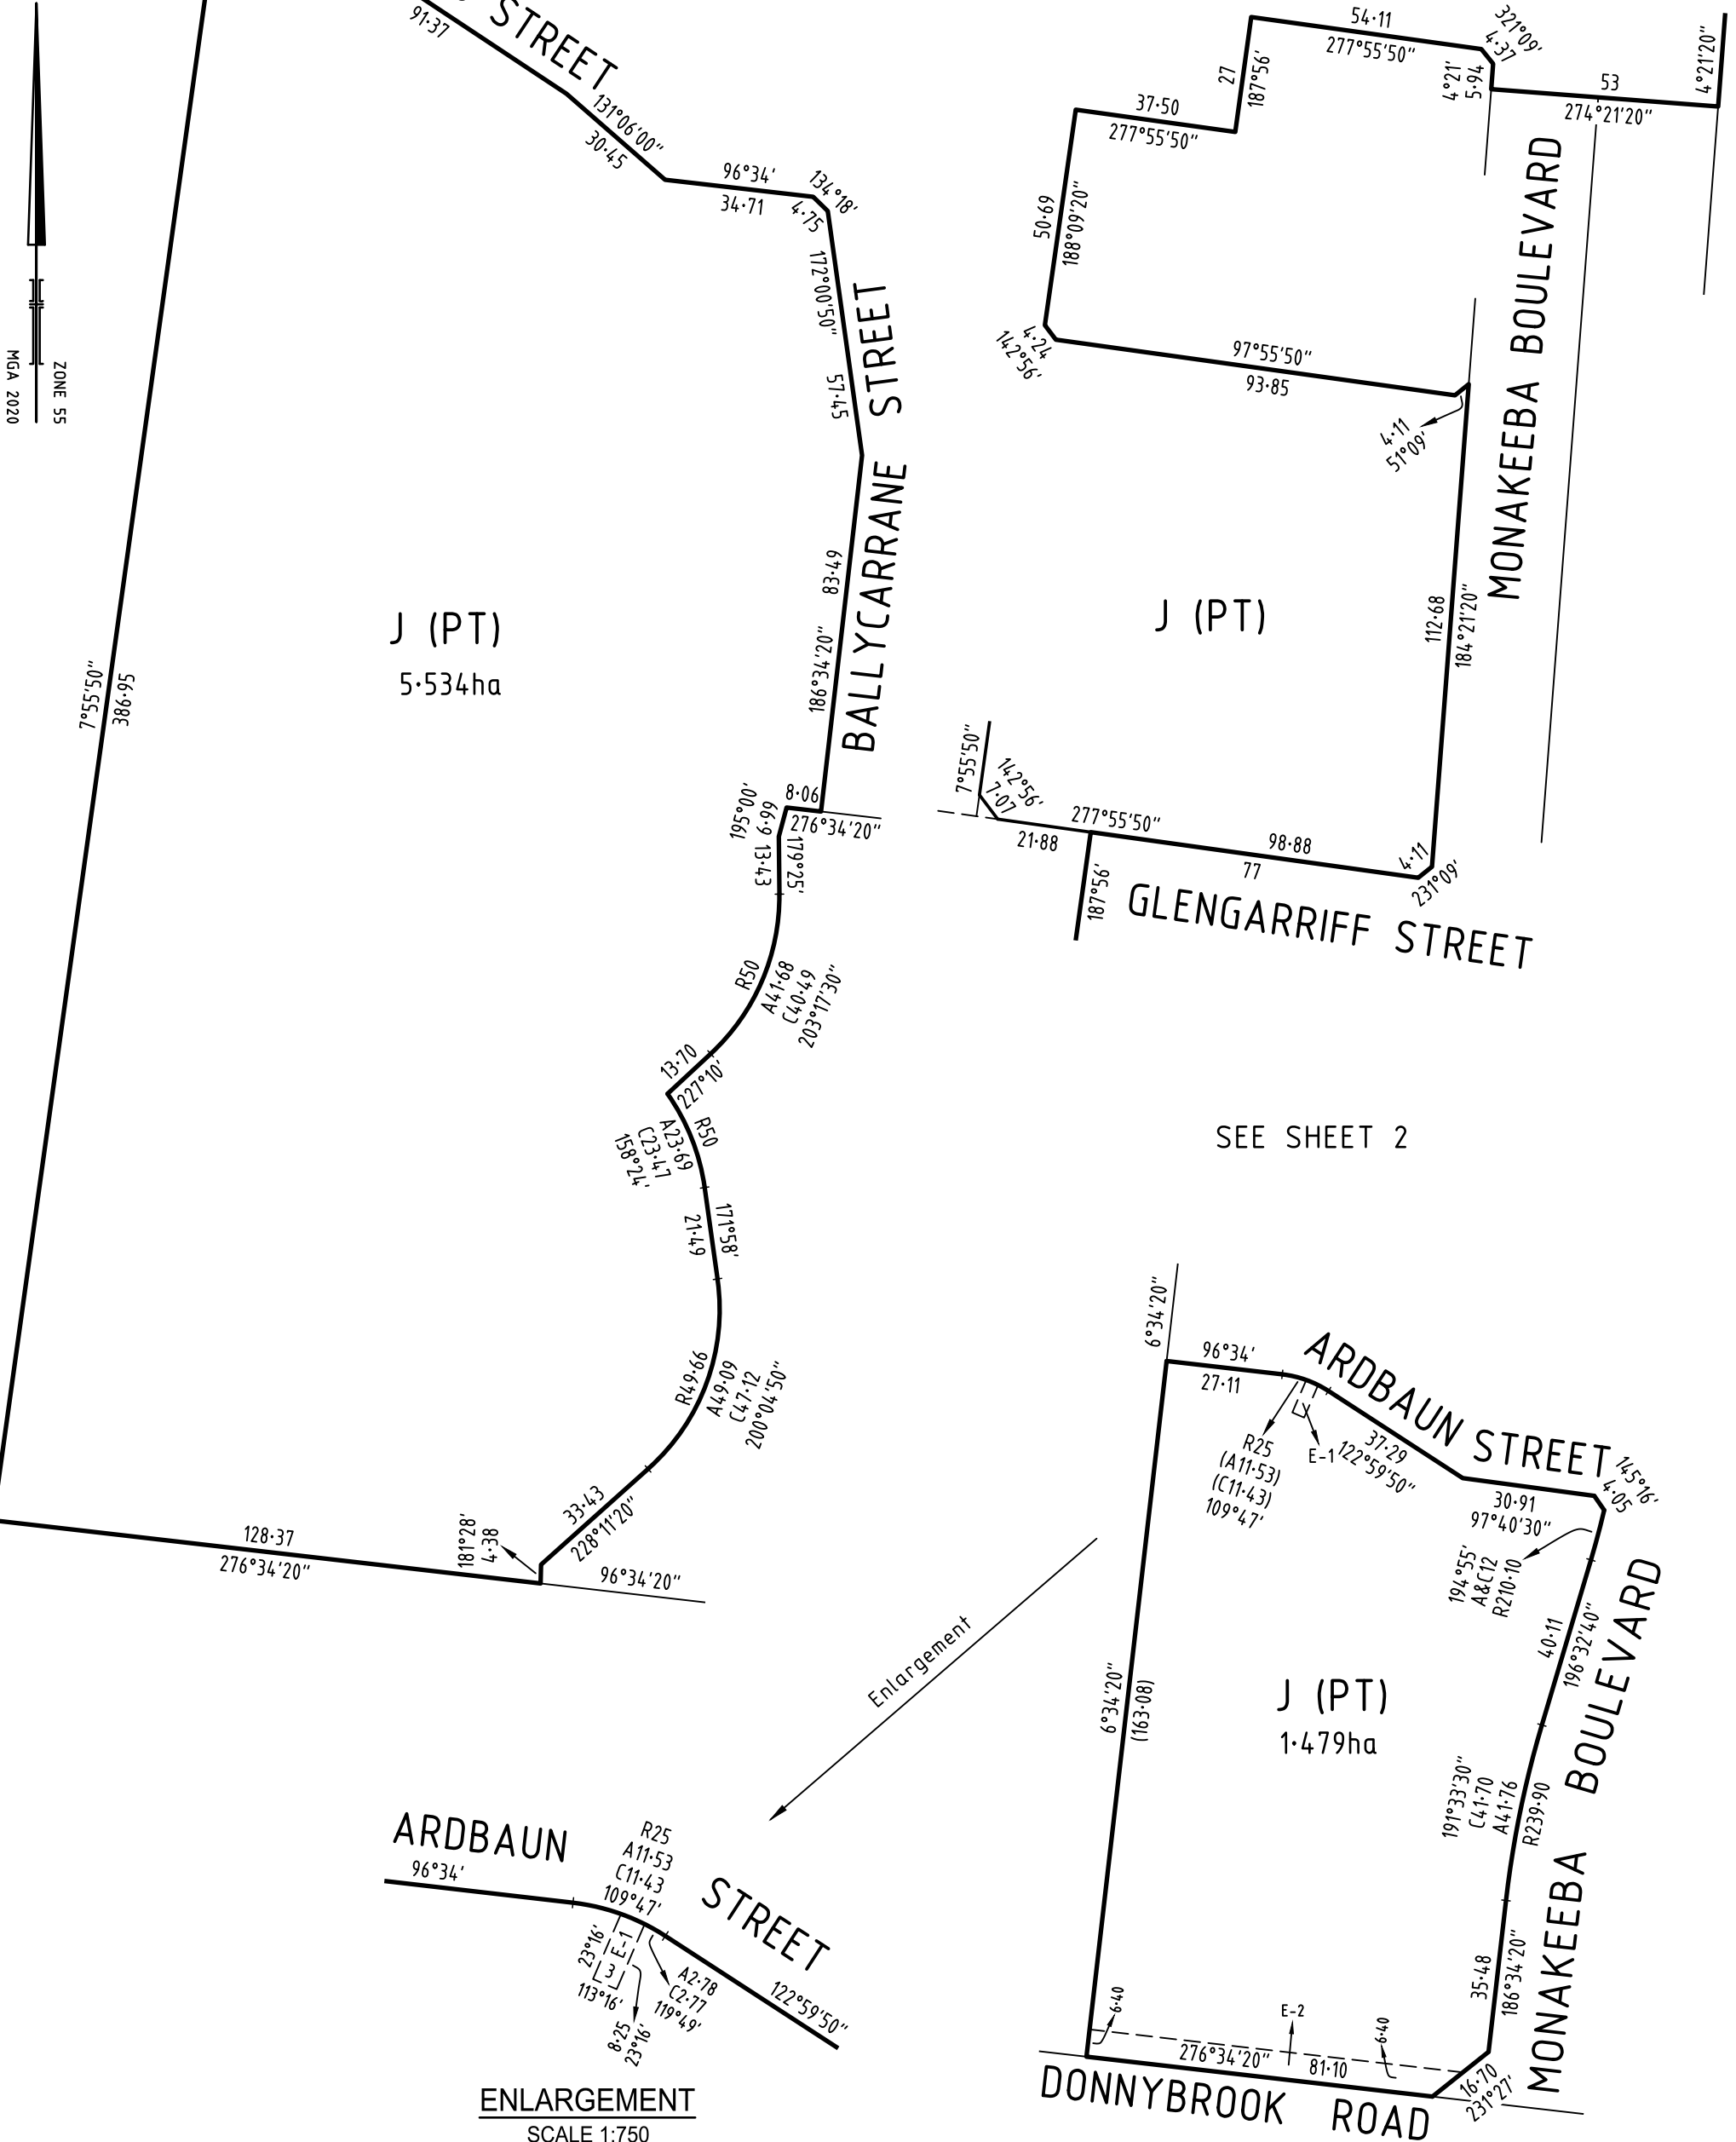 S STREET
91·37
131°06'00"
30·45
96°34'
34·71
134°18'
4·75
172°00'50"
57·45
BALLYCARRANE STREET
83·49
186°34'20"
ZONE 55
MGA 2020
J (PT)
5·534ha
7°55'50"
386·95
8·06
276°34'20"
195°00'
6·99
13·43
179°25'
R50
A41·68
C40·49
203°17'30"
13·70
227°10'
R50
A23·69
C23·47
158°24'
171°58'
21·49
R49·66
A49·09
C47·12
200°04'50"
33·43
228°11'20"
181°28'
4·38
128·37
276°34'20"
96°34'20"
54·11
277°55'50"
321°09'
4·37
4°21'
5·94
53
274°21'20"
4°21'20"
27
187°56'
37·50
277°55'50"
50·69
188°09'20"
4·24
142°56'
97°55'50"
93·85
4·11
51°09'
MONAKEEBA BOULEVARD
J (PT)
112·68
184°21'20"
7°55'50"
142°56'
7·07
277°55'50"
21·88
98·88
77
4·11
231°09'
187°56'
GLENGARRIFF STREET
SEE SHEET 2
6°34'20"
96°34'
27·11
ARDBAUN STREET
R25
(A11·53)
(C11·43)
109°47'
E-1
37·29
122°59'50"
30·91
97°40'30"
145°16'
4·05
194°55'
A&C12
R210·10
40·11
196°32'40"
MONAKEEBA BOULEVARD
J (PT)
1·479ha
6°34'20"
(163·08)
191°33'30"
C41·70
A41·76
R239·90
35·48
186°34'20"
6·40
E-2
6·40
276°34'20"
81·10
16·70
231°27'
DONNYBROOK ROAD
Enlargement
ARDBAUN STREET
96°34'
R25
A11·53
C11·43
109°47'
23°16'
E-1
3
113°16'
8·25
23°16'
A2·78
C2·77
119°49'
122°59'50"
ENLARGEMENT
SCALE 1:750